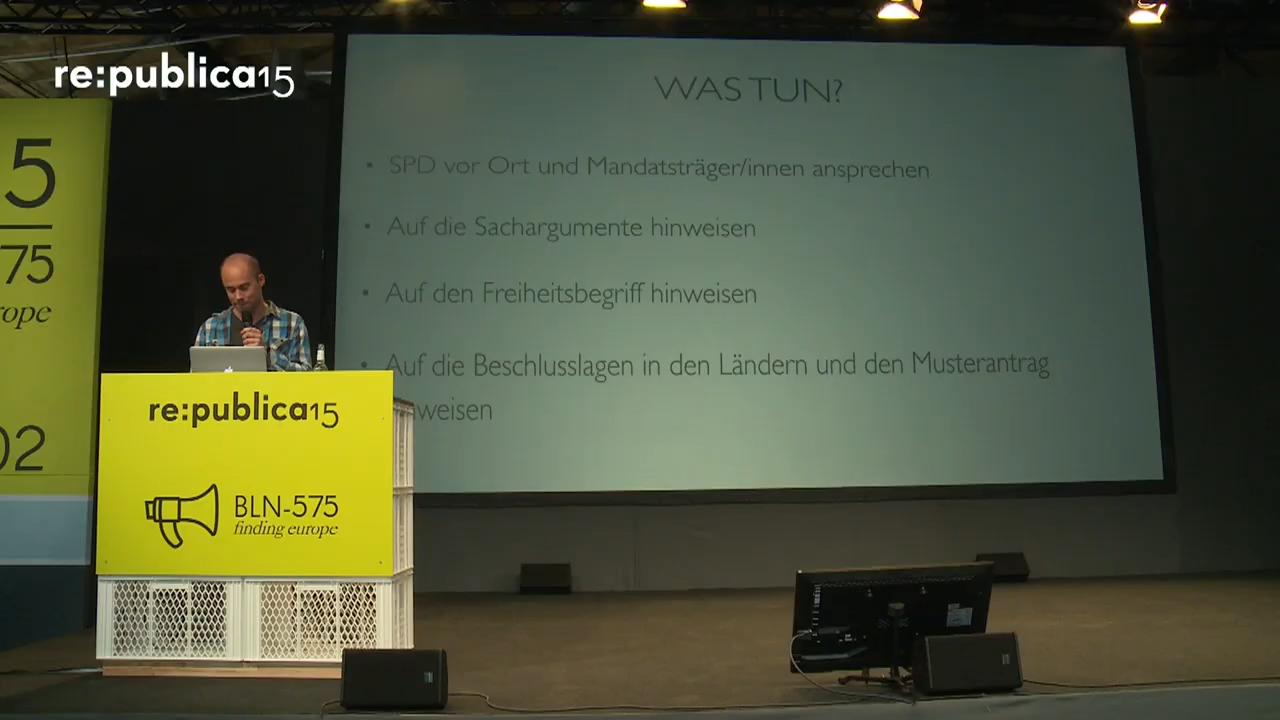 re:publica15
5
75
rope
02
WAS TUN?
• SPD vor Ort und Mandatsträger/innen ansprechen
• Auf die Sachargumente hinweisen
• Auf den Freiheitsbegriff hinweisen
• Auf die Beschlusslagen in den Ländern und den Musterantrag
weisen
re:publica15
BLN-575
finding europe